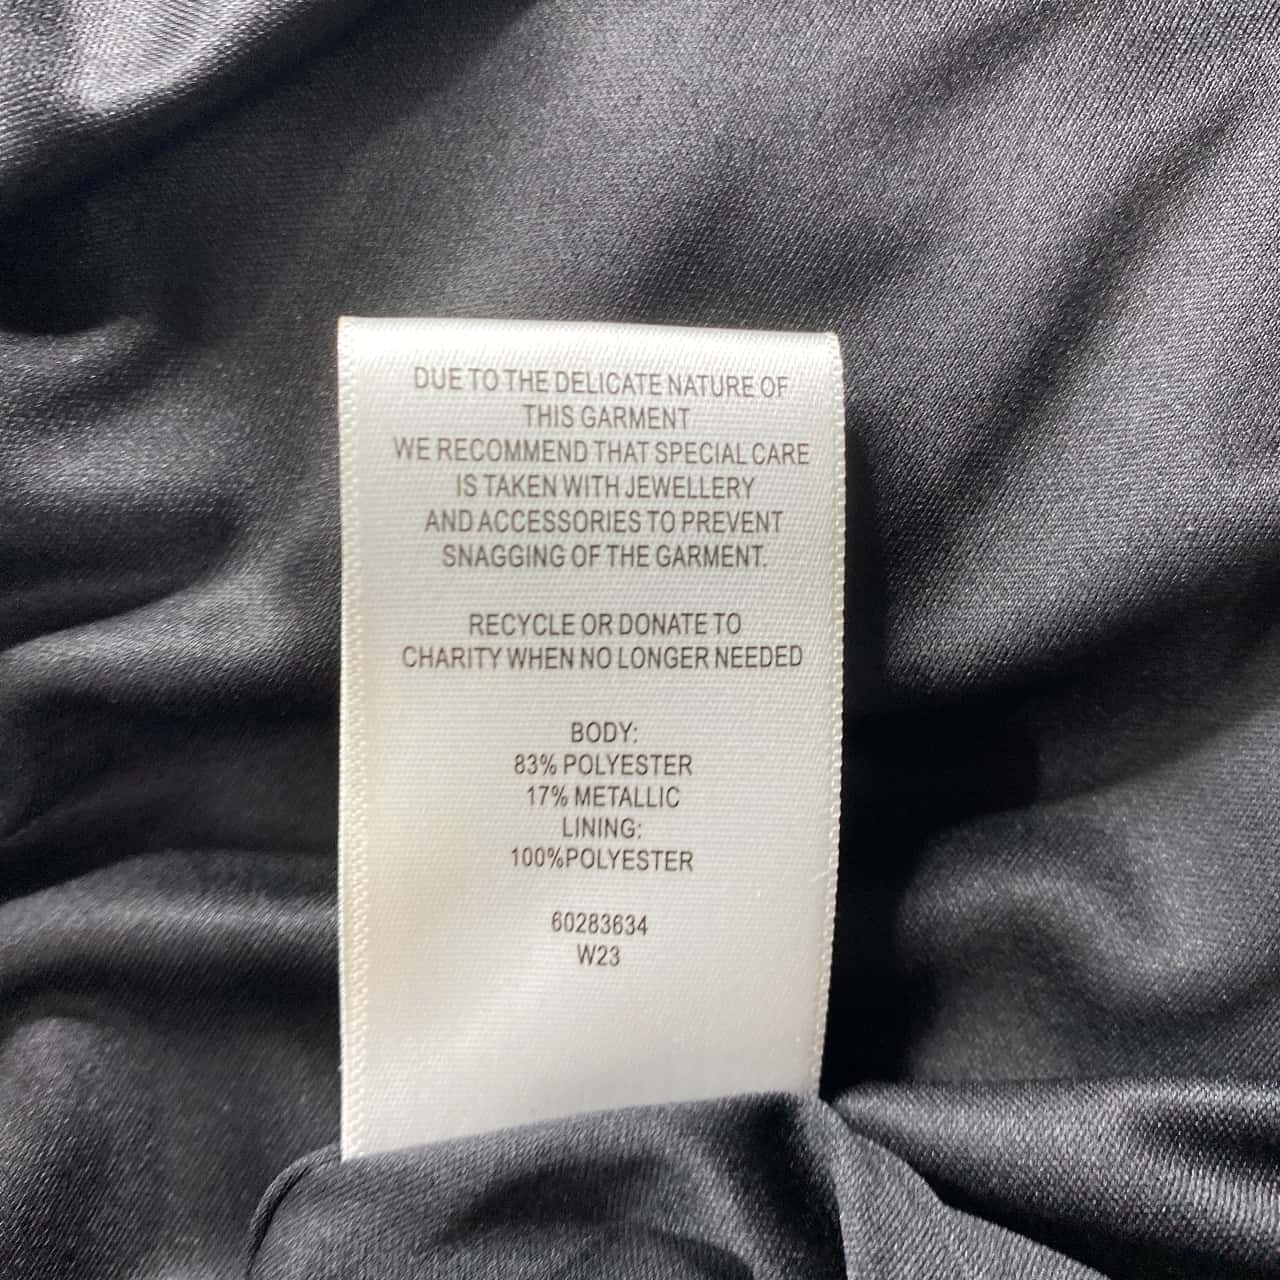 DUE TO THE DELICATE NATURE OF
THIS GARMENT
WE RECOMMEND THAT SPECIAL CARE
IS TAKEN WITH JEWELLERY
AND ACCESSORIES TO PREVENT
SNAGGING OF THE GARMENT.
RECYCLE OR DONATE TO
CHARITY WHEN NO LONGER NEEDED
BODY:
83% POLYESTER
17% METALLIC
LINING:
100%POLYESTER
60283634
W23